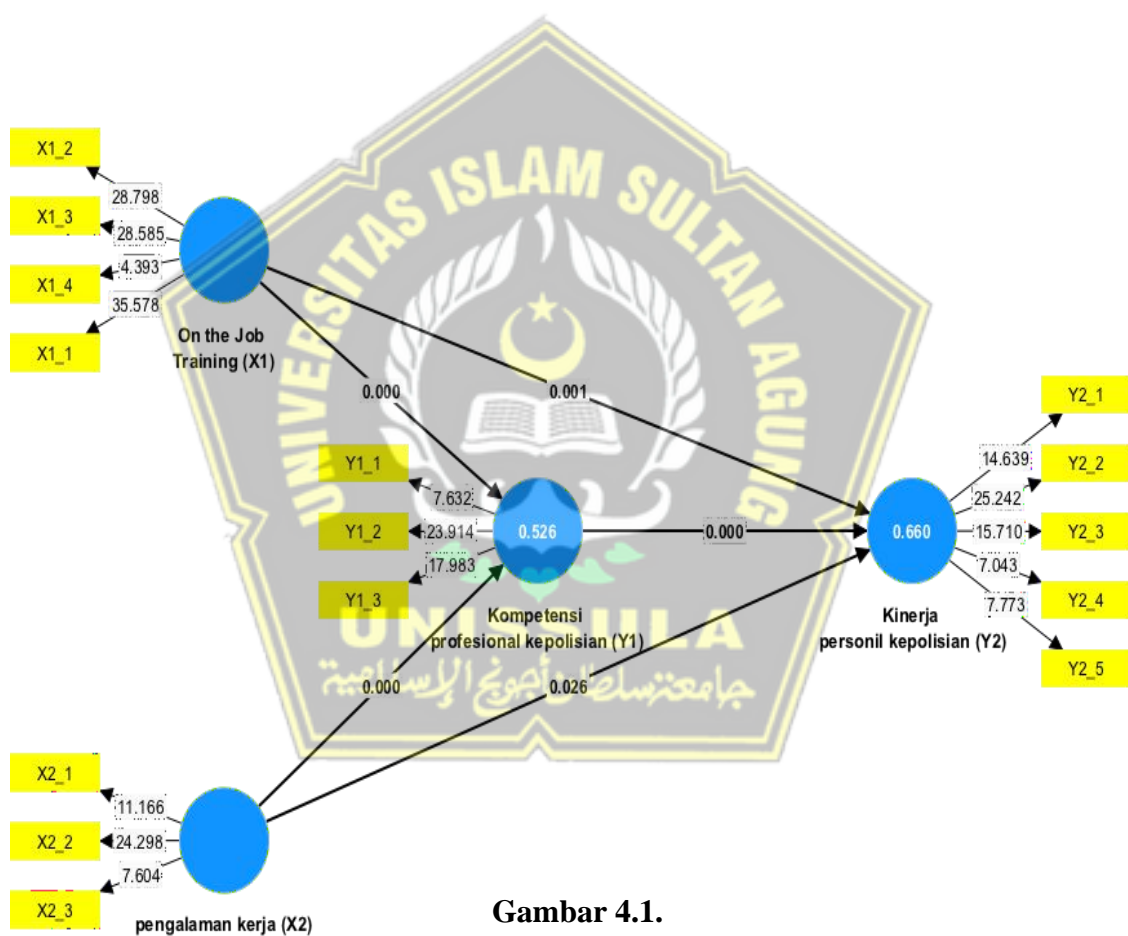 X1_2
X1_3
X1_4
X1_1
28.798
28.585
4.393
35.578
On the Job
Training (X1)
UNIVERSITAS ISLAM SULTAN AGUNG
0.000
0.001
Y1_1
Y1_2
Y1_3
7.632
23.914
17.983
0.526
0.000
0.660
Kompetensi
profesional kepolisian (Y1)
Kinerja
personil kepolisian (Y2)
Y2_1
Y2_2
Y2_3
Y2_4
Y2_5
14.639
25.242
15.710
7.043
7.773
UNISSULA
جامعتنسلطان أجونج الإسلامية
0.000
0.026
X2_1
X2_2
X2_3
11.166
24.298
7.604
pengalaman kerja (X2)
Gambar 4.1.